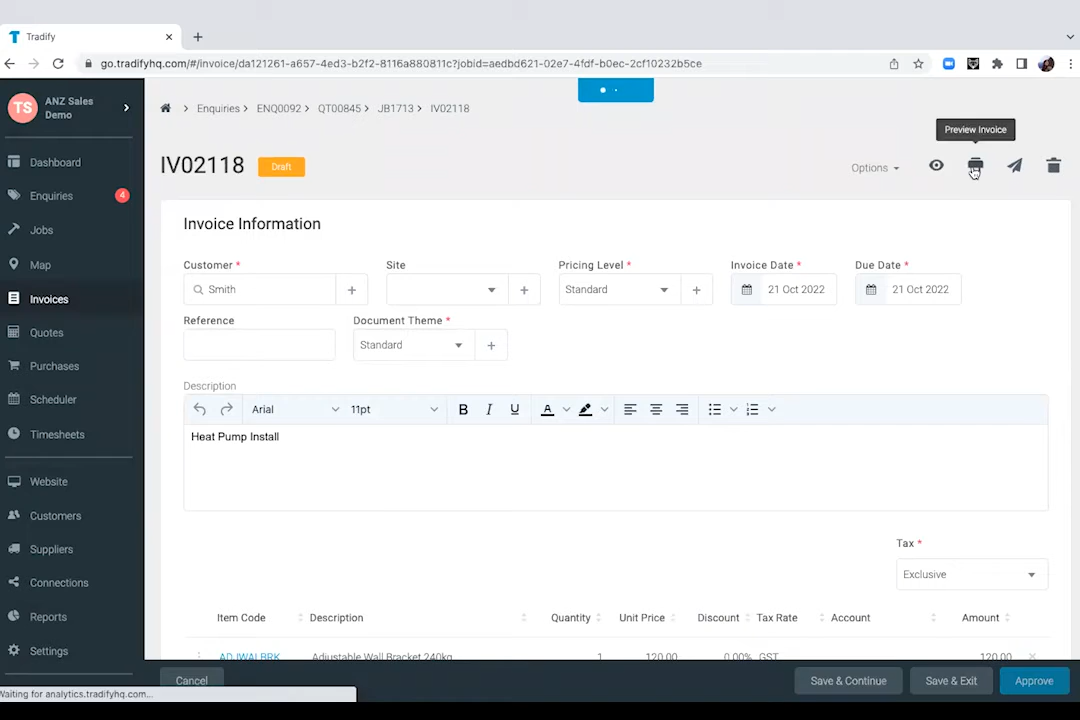 Tradify
go.tradifyhq.com/#/invoice/da121261-a657-4ed3-b2f2-8116a880811c?jobid=aedbd621-02e7-4fdf-b0ec-2cf10232b5ce
TS
ANZ Sales
Demo
Enquiries
ENQ0092
QT00845
JB1713
IV02118
Preview Invoice
IV02118
Draft
Options
Dashboard
Enquiries
4
Jobs
Map
Invoices
Quotes
Purchases
Scheduler
Timesheets
Website
Customers
Suppliers
Connections
Reports
Settings
Invoice Information
Customer *
Site
Pricing Level *
Invoice Date *
Due Date *
Smith
Standard
21 Oct 2022
21 Oct 2022
Reference
Document Theme *
Standard
Description
Arial
11pt
B
I
U
A
Heat Pump Install
Tax *
Exclusive
Item Code
Description
Quantity
Unit Price
Discount
Tax Rate
Account
Amount
ADJWALBRK
Adjustable Wall Bracket 240kg
1
120.00
0.00%
GST
120.00
Cancel
Save & Continue
Save & Exit
Approve
Waiting for analytics.tradifyhq.com...